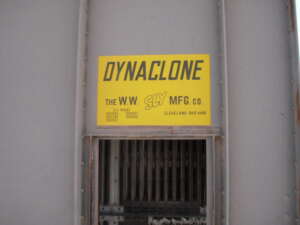 DYNACLONE
THE W.W. SLY MFG. CO.
CLEVELAND, OHIO